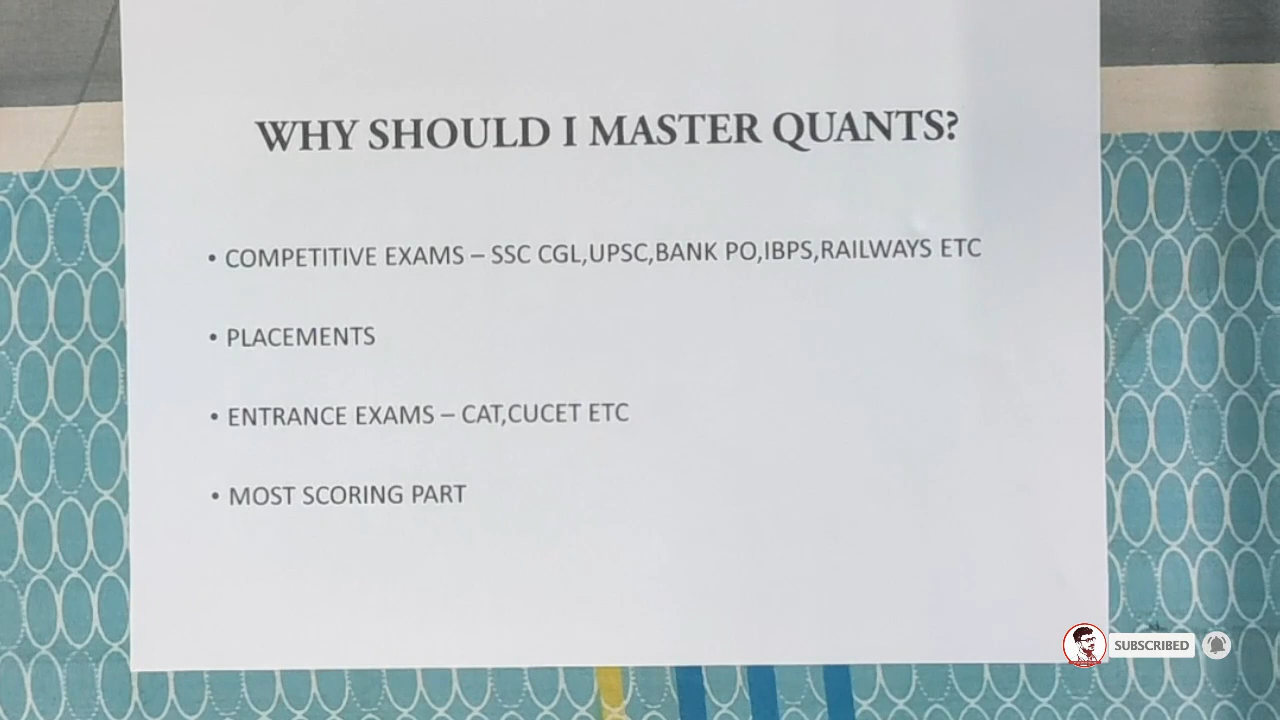 WHY SHOULD I MASTER QUANTS?
• COMPETITIVE EXAMS – SSC CGL,UPSC,BANK PO,IBPS,RAILWAYS ETC
• PLACEMENTS
• ENTRANCE EXAMS – CAT,CUCET ETC
• MOST SCORING PART
SUBSCRIBED